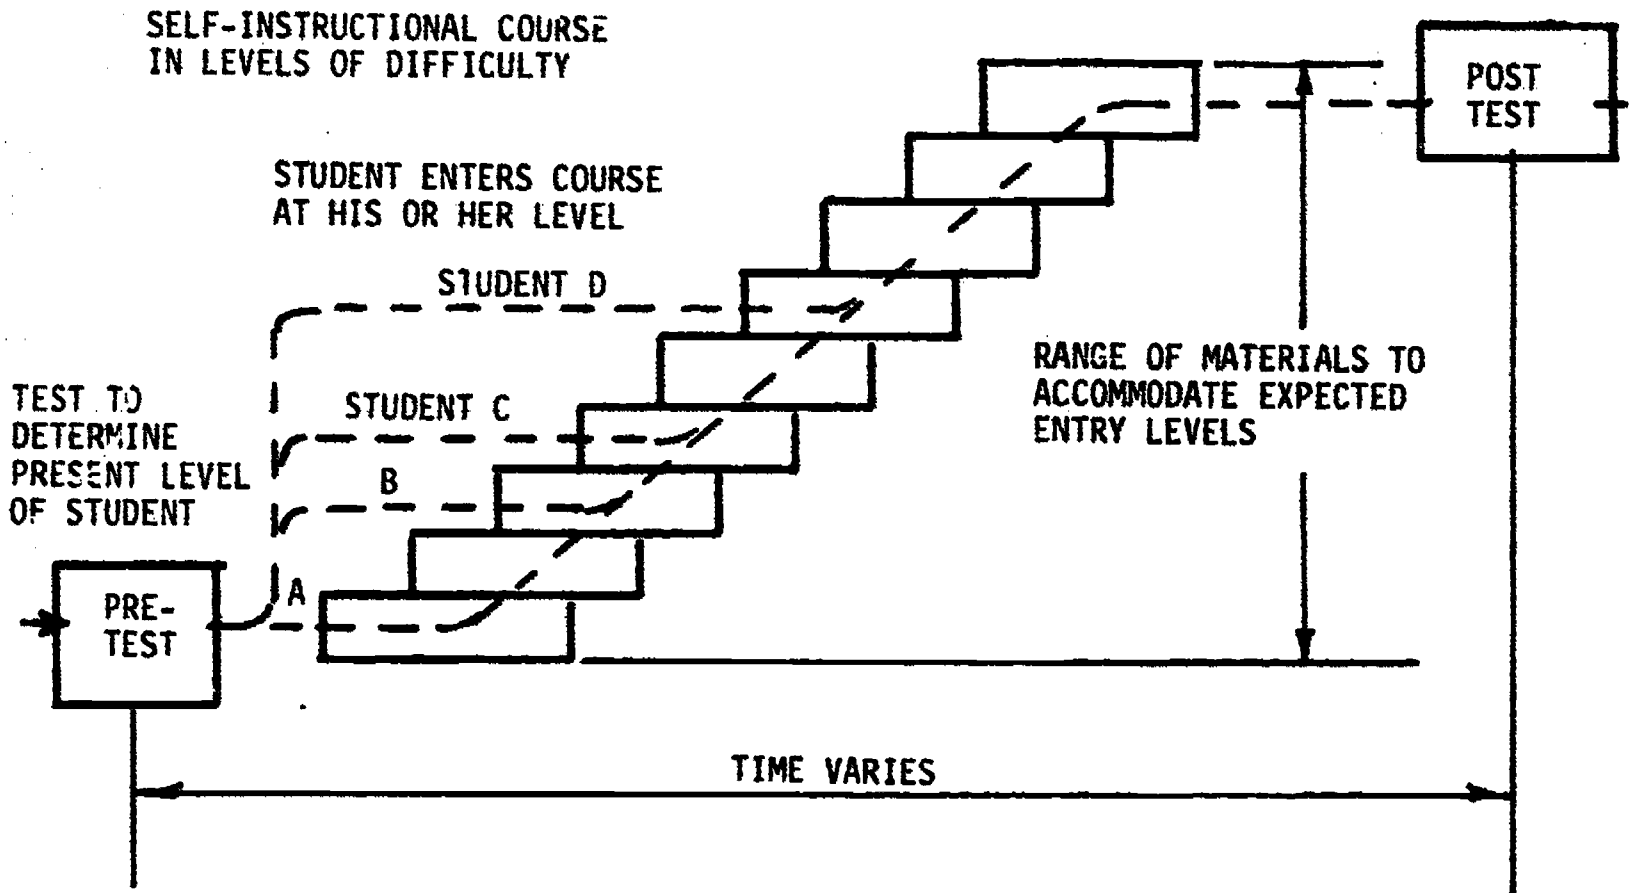 SELF-INSTRUCTIONAL COURSE
IN LEVELS OF DIFFICULTY
STUDENT ENTERS COURSE
AT HIS OR HER LEVEL
STUDENT D
STUDENT C
B
A
TEST TO
DETERMINE
PRESENT LEVEL
OF STUDENT
PRE-
TEST
POST
TEST
RANGE OF MATERIALS TO
ACCOMMODATE EXPECTED
ENTRY LEVELS
TIME VARIES